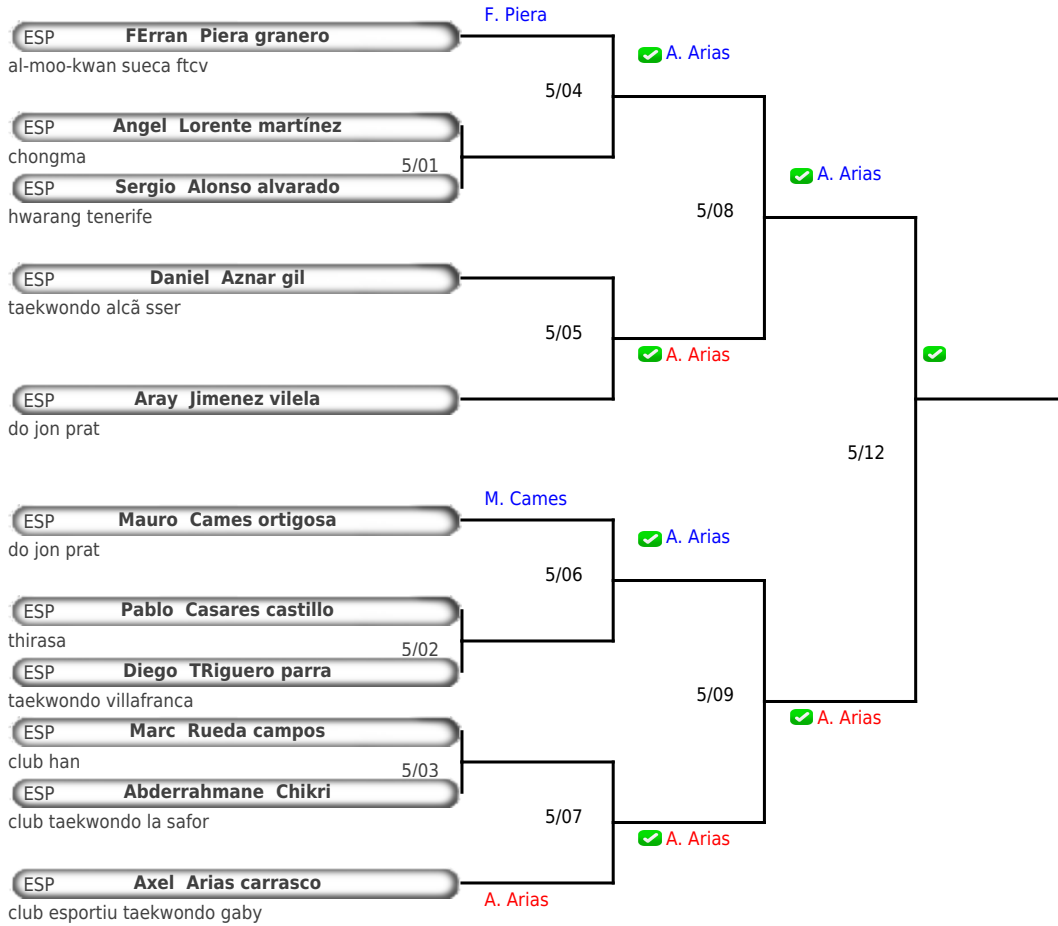 F. Piera
ESP FErran Piera granero
al-moo-kwan sueca ftcv
A. Arias
5/04
ESP Angel Lorente martínez
chongma
5/01
ESP Sergio Alonso alvarado
hwarang tenerife
A. Arias
5/08
ESP Daniel Aznar gil
taekwondo alcã sser
5/05
A. Arias
ESP Aray Jimenez vilela
do jon prat
5/12
M. Cames
ESP Mauro Cames ortigosa
do jon prat
A. Arias
5/06
ESP Pablo Casares castillo
thirasa
5/02
ESP Diego TRiguero parra
taekwondo villafranca
5/09
A. Arias
ESP Marc Rueda campos
club han
5/03
ESP Abderrahmane Chikri
club taekwondo la safor
5/07
A. Arias
ESP Axel Arias carrasco
A. Arias
club esportiu taekwondo gaby